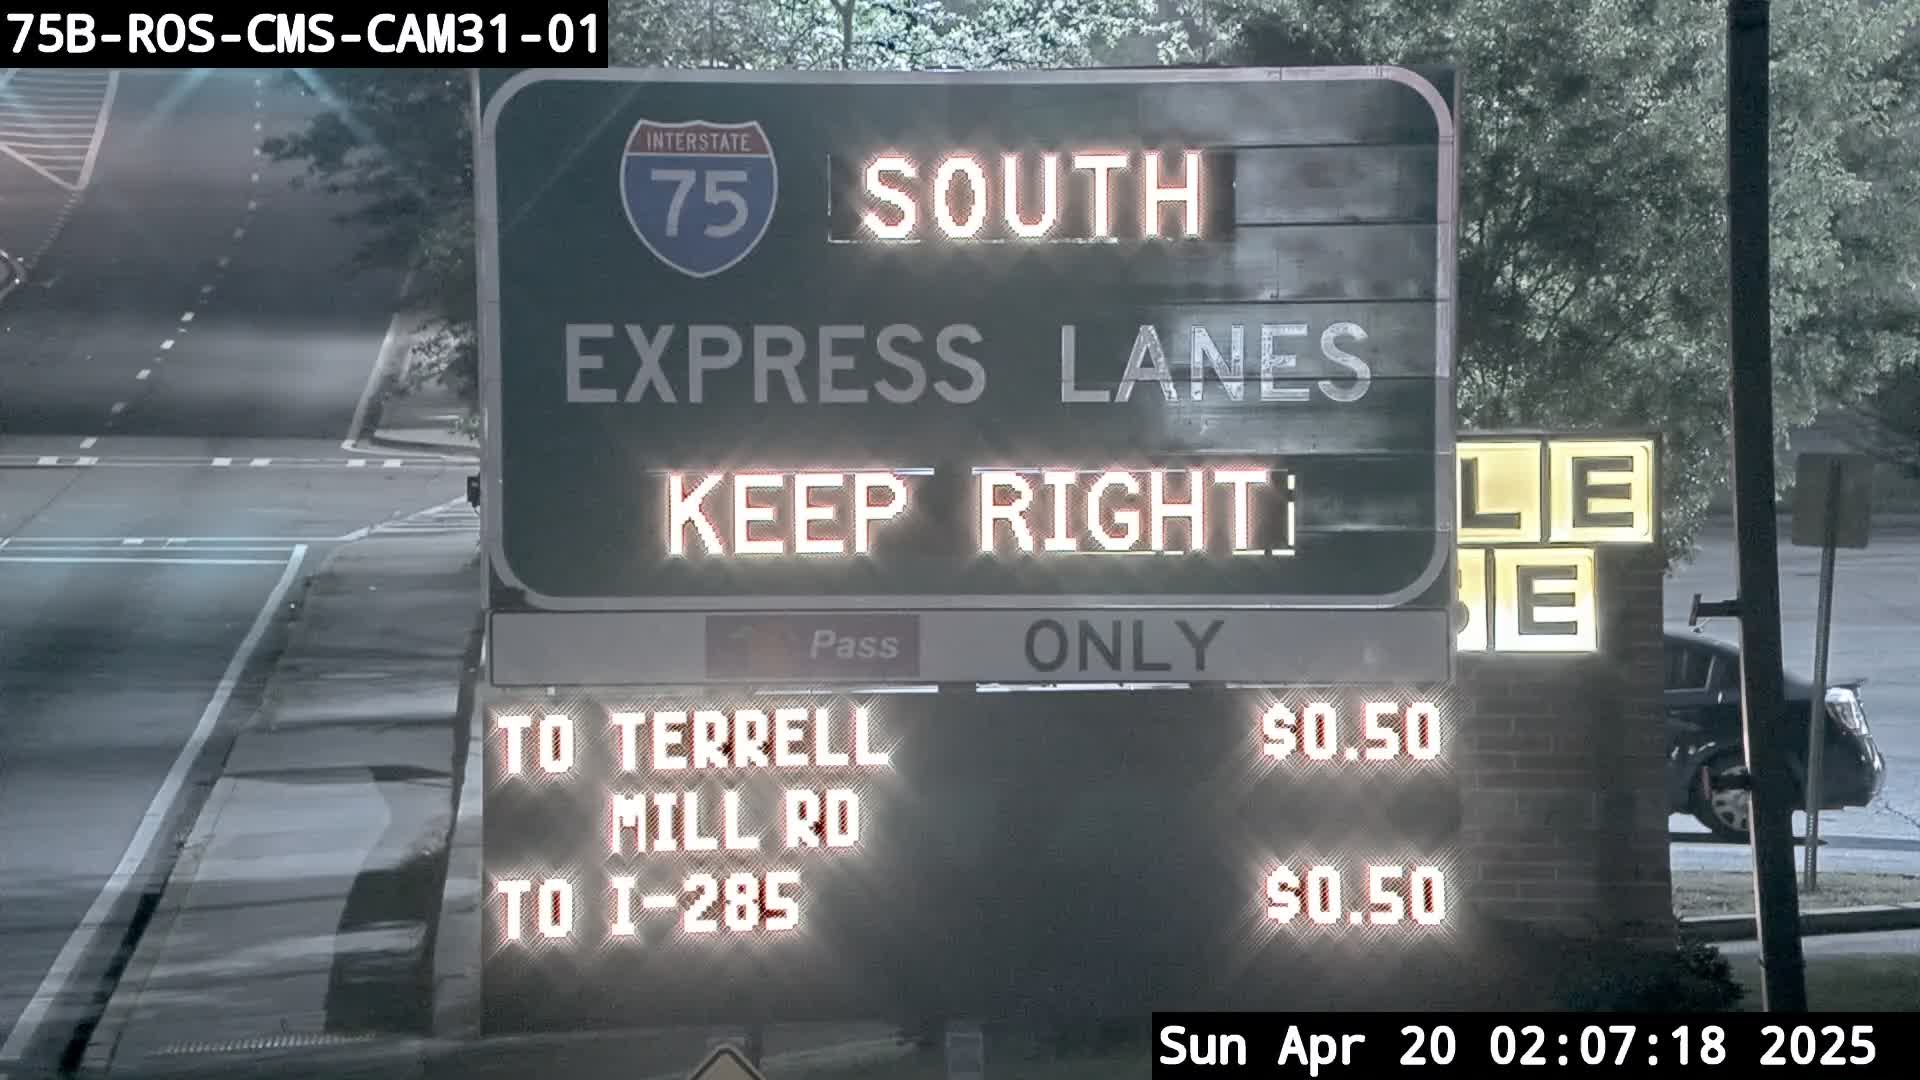 75B-ROS-CMS-CAM31-01
INTERSTATE
75
SOUTH
EXPRESS LANES
KEEP RIGHT
Pass ONLY
TO TERRELL $0.50
MILL RD
TO I-285 $0.50
LE
E
Sun Apr 20 02:07:18 2025